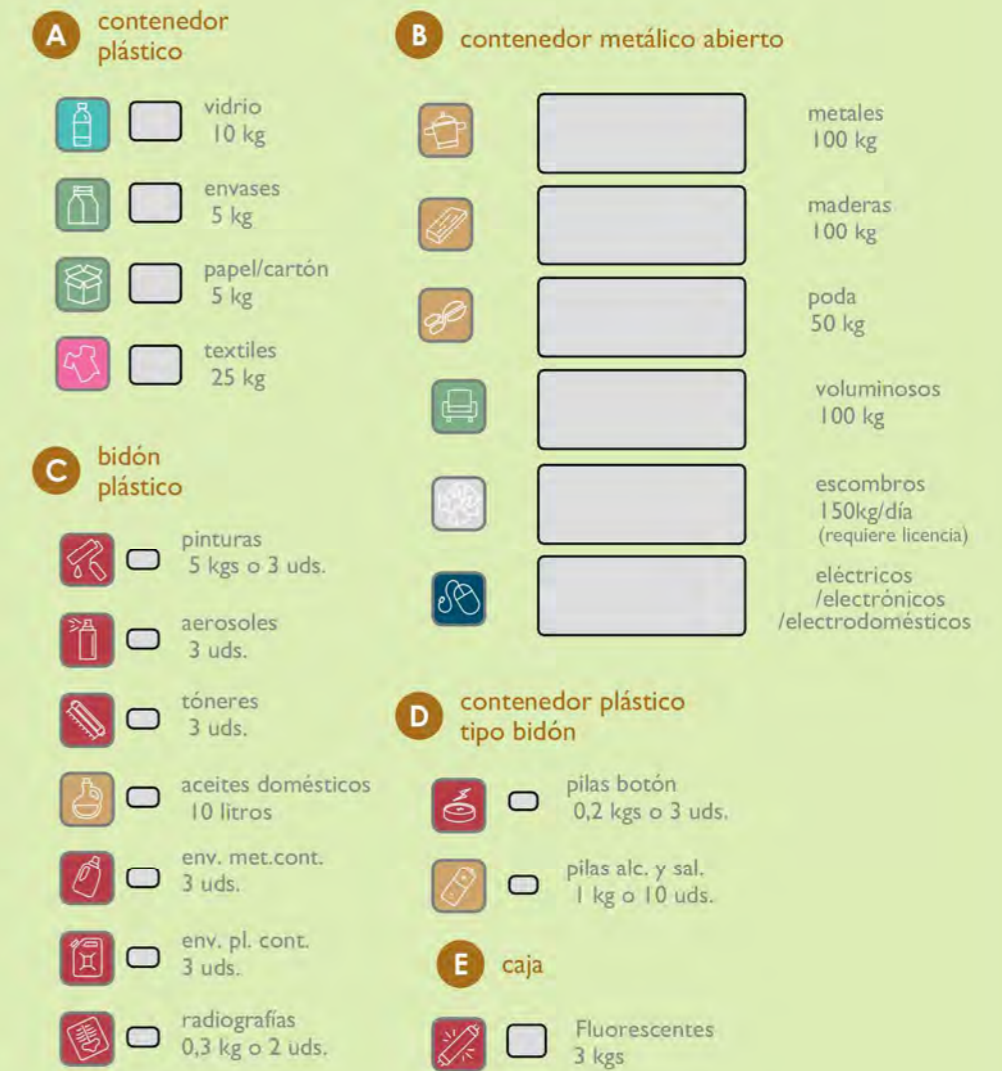 A
contenedor
plástico
vidrio
10 kg
envases
5 kg
papel/cartón
5 kg
textiles
25 kg
B
contenedor metálico abierto
metales
100 kg
maderas
100 kg
poda
50 kg
voluminosos
100 kg
escombros
150kg/día
(requiere licencia)
eléctricos
/electrónicos
/electrodomésticos
C
bidón
plástico
pinturas
5 kgs o 3 uds.
aerosoles
3 uds.
tóneres
3 uds.
aceites domésticos
10 litros
env. met.cont.
3 uds.
env. pl. cont.
3 uds.
radiografías
0,3 kg o 2 uds.
D
contenedor plástico
tipo bidón
pilas botón
0,2 kgs o 3 uds.
pilas alc. y sal.
1 kg o 10 uds.
E
caja
Fluorescentes
3 kgs